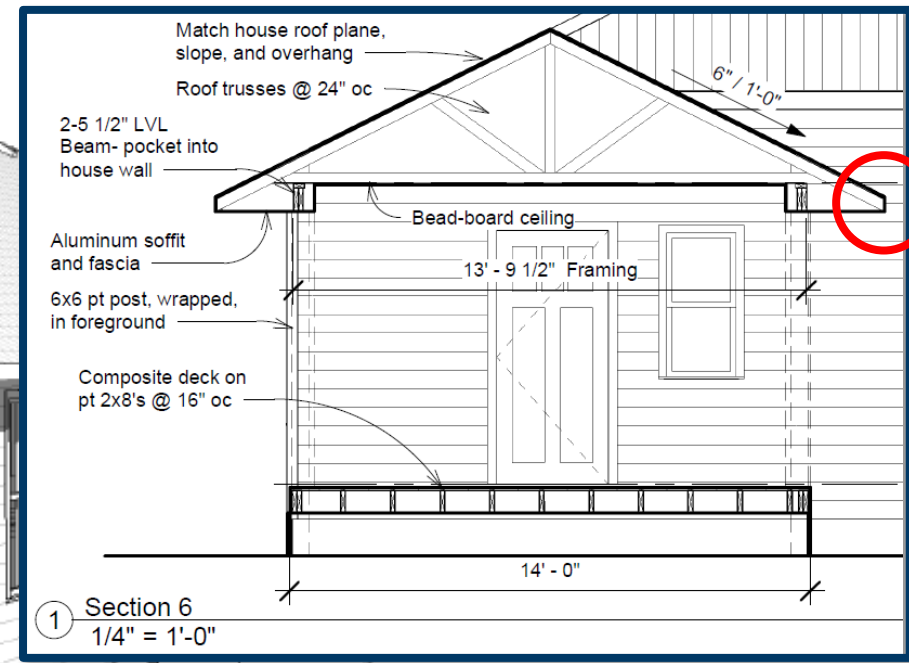 Match house roof plane,
slope, and overhang
Roof trusses @ 24" oc
6" / 1'-0"
2-5 1/2" LVL
Beam- pocket into
house wall
Bead-board ceiling
Aluminum soffit
and fascia
13' - 9 1/2" Framing
6x6 pt post, wrapped,
in foreground
Composite deck on
pt 2x8's @ 16" oc
14' - 0"
1 Section 6
1/4" = 1'-0"